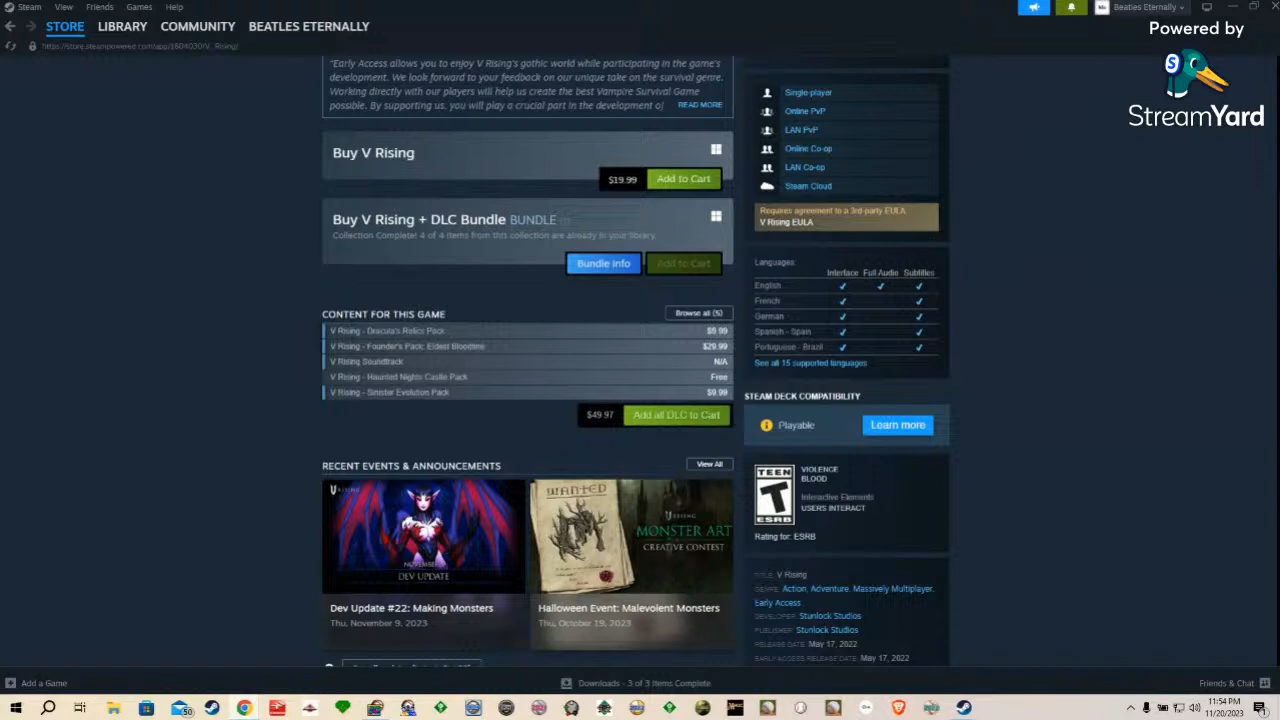 Steam View Friends Games Help
Beatles Eternally
STORE LIBRARY COMMUNITY BEATLES ETERNALLY
https://store.steampowered.com/app/1604030/V_Rising/
Powered by
StreamYard
"Early Access allows you to enjoy V Rising's gothic world while participating in the game's
development. We look forward to your feedback on our unique take on the survival genre.
Working directly with our players will help us create the best Vampire Survival Game
possible. By supporting us, you will play a crucial part in the development of READ MORE
Buy V Rising
$19.99 Add to Cart
Buy V Rising + DLC Bundle BUNDLE
Collection Complete! 4 of 4 items from this collection are already in your library.
Bundle info Add to Cart
CONTENT FOR THIS GAME Browse all (5)
V Rising - Dracula's Relics Pack $9.99
V Rising - Founder's Pack: Eldest Bloodline $29.99
V Rising Soundtrack N/A
V Rising - Haunted Nights Castle Pack Free
V Rising - Sinister Evolution Pack $9.99
$49.97 Add all DLC to Cart
RECENT EVENTS & ANNOUNCEMENTS View All
V RISING
NOVEMBER
DEV UPDATE
WANTED
V RISING
MONSTER ART
CREATIVE CONTEST
Dev Update #22: Making Monsters
Thu, November 9, 2023
Halloween Event: Malevolent Monsters
Thu, October 19, 2023
Single-player
Online PvP
LAN PvP
Online Co-op
LAN Co-op
Steam Cloud
Requires agreement to a 3rd-party EULA
V Rising EULA
Languages:
Interface Full Audio Subtitles
English ✔ ✔ ✔
French ✔ ✔
German ✔ ✔
Spanish - Spain ✔ ✔
Portuguese - Brazil ✔ ✔
See all 15 supported languages
STEAM DECK COMPATIBILITY
Playable Learn more
TEEN
T
ESRB
VIOLENCE
BLOOD
Interactive Elements
USERS INTERACT
Rating for: ESRB
TITLE: V Rising
GENRE: Action, Adventure, Massively Multiplayer,
Early Access
DEVELOPER: Stunlock Studios
PUBLISHER: Stunlock Studios
RELEASE DATE: May 17, 2022
EARLY ACCESS RELEASE DATE: May 17, 2022
Add a Game Downloads - 3 of 3 Items Complete Friends & Chat
50
11:54 PM
11/20/2023